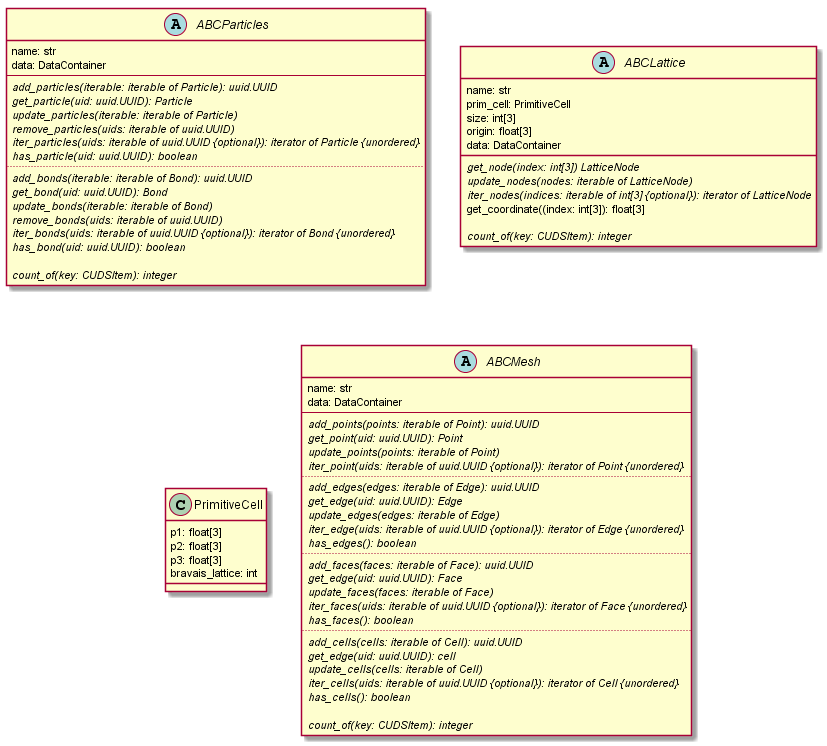 A ABCParticles
name: str
data: DataContainer
add_particles(iterable: iterable of Particle): uuid.UUID
get_particle(uid: uuid.UUID): Particle
update_particles(iterable: iterable of Particle)
remove_particles(uids: iterable of uuid.UUID)
iter_particles(uids: iterable of uuid.UUID {optional}): iterator of Particle {unordered}
has_particle(uid: uuid.UUID): boolean
add_bonds(iterable: iterable of Bond): uuid.UUID
get_bond(uid: uuid.UUID): Bond
update_bonds(iterable: iterable of Bond)
remove_bonds(uids: iterable of uuid.UUID)
iter_bonds(uids: iterable of uuid.UUID {optional}): iterator of Bond {unordered}
has_bond(uid: uuid.UUID): boolean
count_of(key: CUDSItem): integer
A ABCLattice
name: str
prim_cell: PrimitiveCell
size: int[3]
origin: float[3]
data: DataContainer
get_node(index: int[3]) LatticeNode
update_nodes(nodes: iterable of LatticeNode)
iter_nodes(indices: iterable of int[3] {optional}): iterator of LatticeNode
get_coordinate((index: int[3]): float[3]
count_of(key: CUDSItem): integer
C PrimitiveCell
p1: float[3]
p2: float[3]
p3: float[3]
bravais_lattice: int
A ABCMesh
name: str
data: DataContainer
add_points(points: iterable of Point): uuid.UUID
get_point(uid: uuid.UUID): Point
update_points(points: iterable of Point)
iter_point(uids: iterable of uuid.UUID {optional}): iterator of Point {unordered}
add_edges(edges: iterable of Edge): uuid.UUID
get_edge(uid: uuid.UUID): Edge
update_edges(edges: iterable of Edge)
iter_edge(uids: iterable of uuid.UUID {optional}): iterator of Edge {unordered}
has_edges(): boolean
add_faces(faces: iterable of Face): uuid.UUID
get_edge(uid: uuid.UUID): Face
update_faces(faces: iterable of Face)
iter_faces(uids: iterable of uuid.UUID {optional}): iterator of Face {unordered}
has_faces(): boolean
add_cells(cells: iterable of Cell): uuid.UUID
get_edge(uid: uuid.UUID): cell
update_cells(cells: iterable of Cell)
iter_cells(uids: iterable of uuid.UUID {optional}): iterator of Cell {unordered}
has_cells(): boolean
count_of(key: CUDSItem): integer